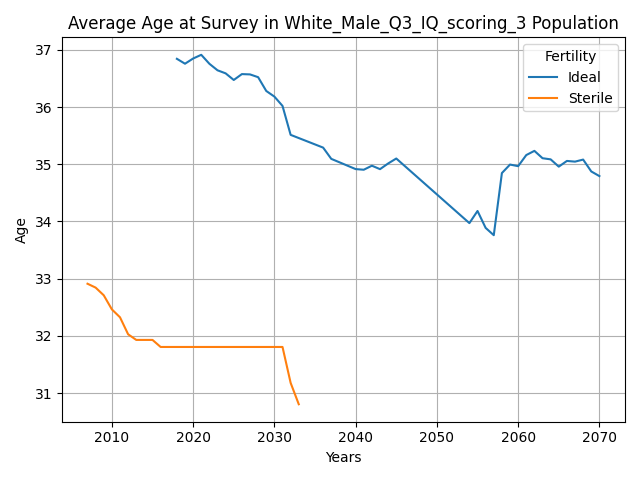 Average Age at Survey in White_Male_Q3_IQ_scoring_3 Population
Fertility
Ideal
Sterile
Age
37
36
35
34
33
32
31
2010
2020
2030
2040
2050
2060
2070
Years